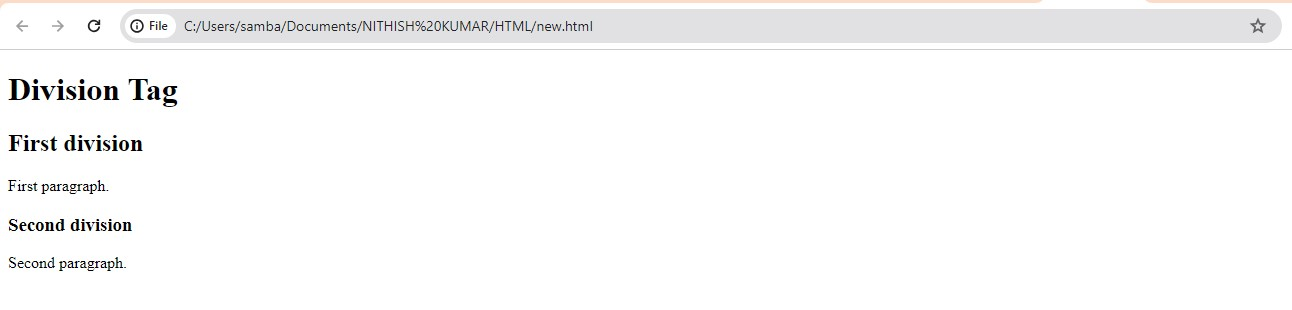 File C:/Users/samba/Documents/NITHISH%20KUMAR/HTML/new.html
Division Tag
First division
First paragraph.
Second division
Second paragraph.